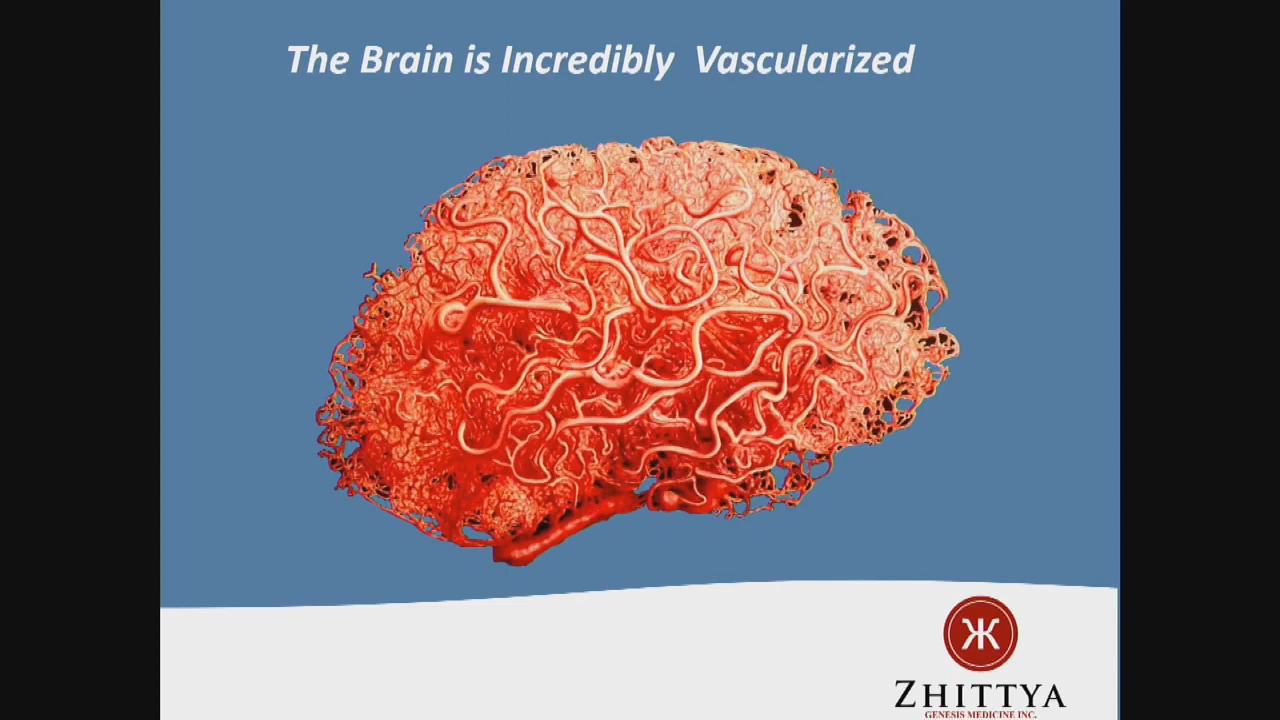 The Brain is Incredibly Vascularized
ZHITTYA
GENESIS MEDICINE INC.